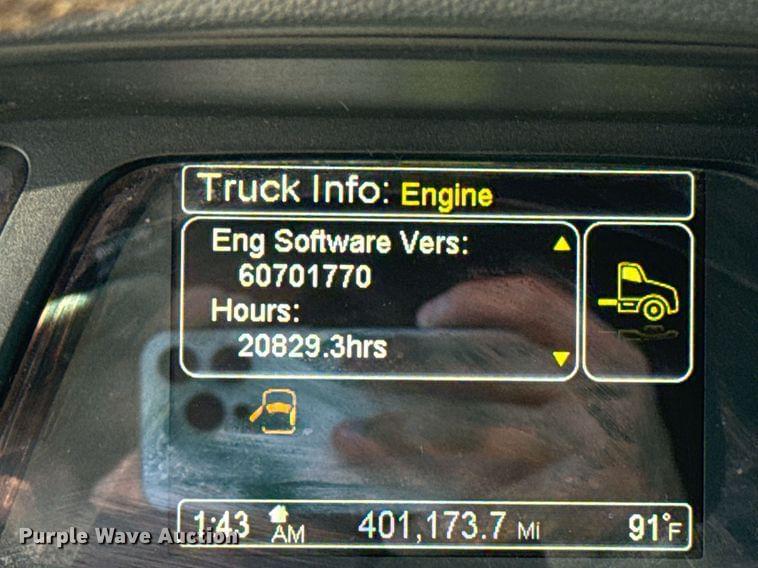 Truck Info: Engine
Eng Software Vers:
60701770
Hours:
20829.3hrs
1:43 AM 401,173.7 Mi 91°F
Purple Wave Auction